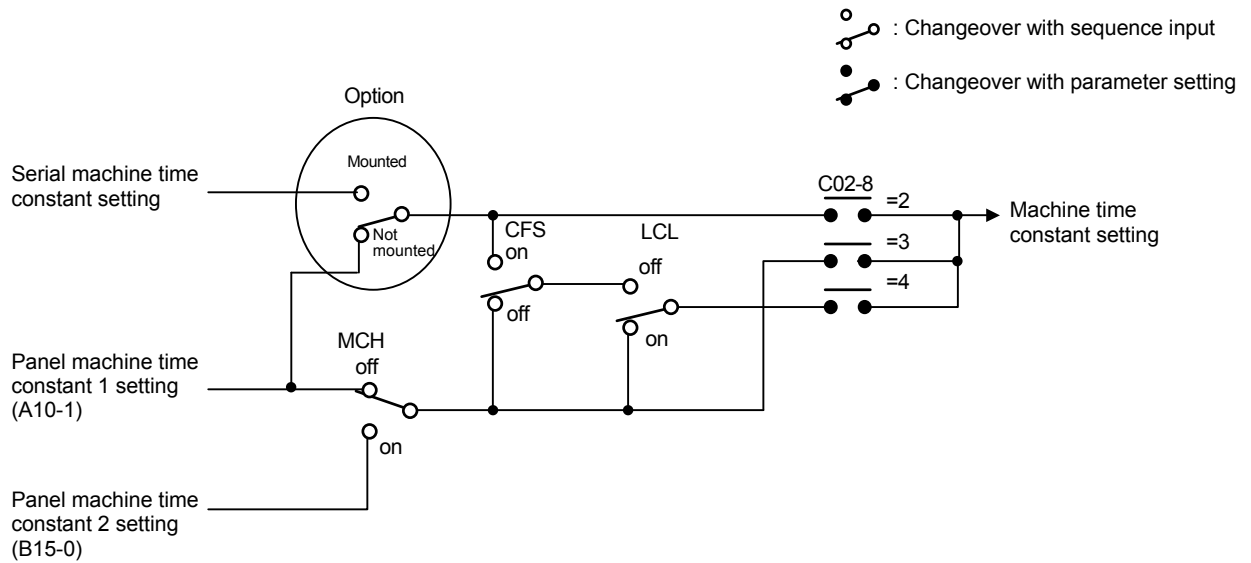 : Changeover with sequence input
: Changeover with parameter setting
Option
Mounted
Serial machine time
constant setting
Not
mounted
CFS
on
off
LCL
off
on
C02-8
=2
=3
=4
Machine time
constant setting
MCH
off
on
Panel machine time
constant 1 setting
(A10-1)
Panel machine time
constant 2 setting
(B15-0)